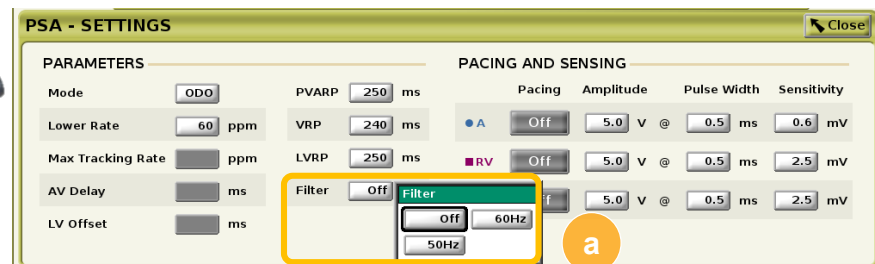 PSA - SETTINGS Close
PARAMETERS PACING AND SENSING
Mode ODO PVARP 250 ms Pacing Amplitude Pulse Width Sensitivity
Lower Rate 60 ppm VRP 240 ms A Off 5.0 V @ 0.5 ms 0.6 mV
Max Tracking Rate ppm LVRP 250 ms RV Off 5.0 V @ 0.5 ms 2.5 mV
AV Delay ms Filter Off Filter 5.0 V @ 0.5 ms 2.5 mV
Off 60Hz
LV Offset ms 50Hz a